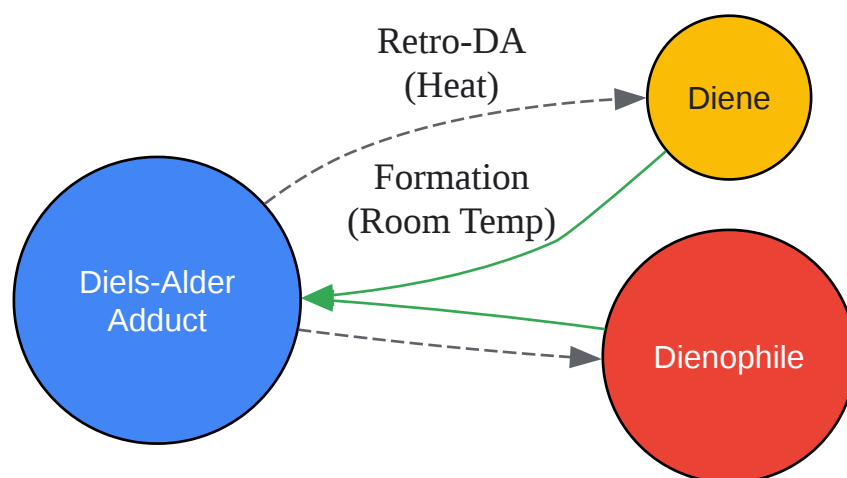 Retro-DA
(Heat)
Diene
Formation
(Room Temp)
Diels-Alder
Adduct
Dienophile